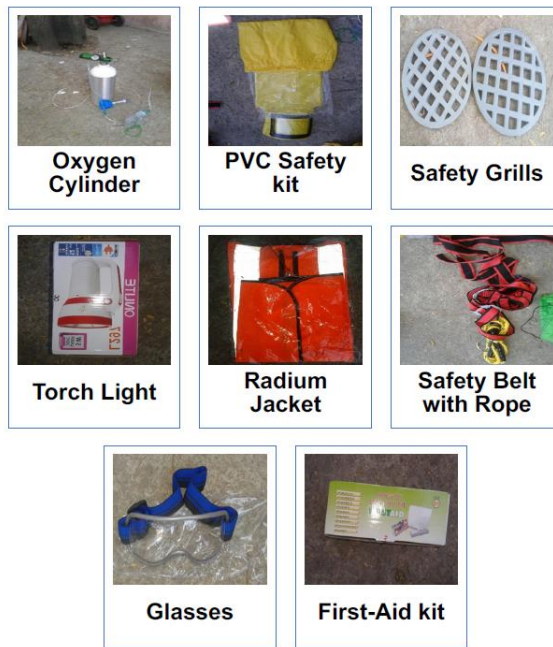 Oxygen
Cylinder
PVC Safety
kit
Safety Grills
Torch Light
Radium
Jacket
Safety Belt
with Rope
Glasses
First-Aid kit